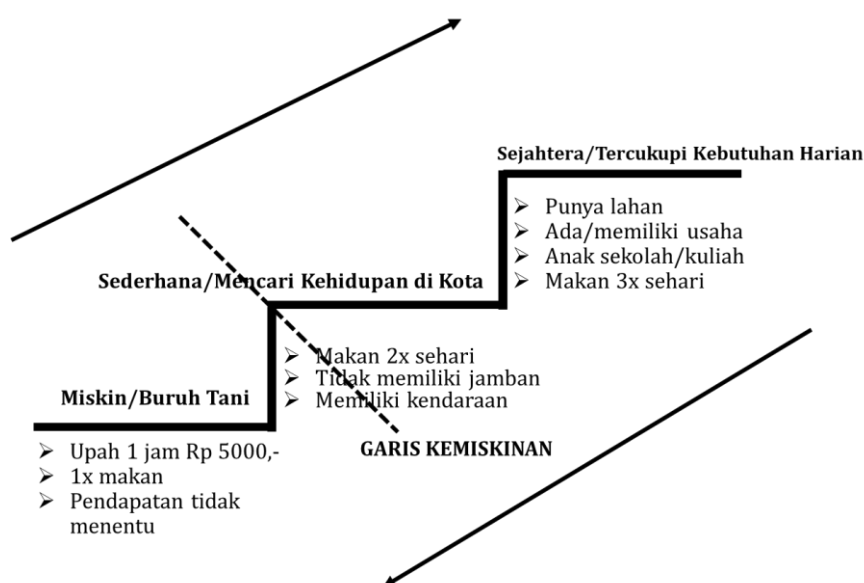 Sejahtera/Tercukupi Kebutuhan Harian
➢ Punya lahan
➢ Ada/memiliki usaha
➢ Anak sekolah/kuliah
➢ Makan 3x sehari
Sederhana/Mencari Kehidupan di Kota
➢ Makan 2x sehari
➢ Tidak memiliki jamban
➢ Memiliki kendaraan
Miskin/Buruh Tani
➢ Upah 1 jam Rp 5000,-
➢ 1x makan
➢ Pendapatan tidak
menentu
GARIS KEMISKINAN